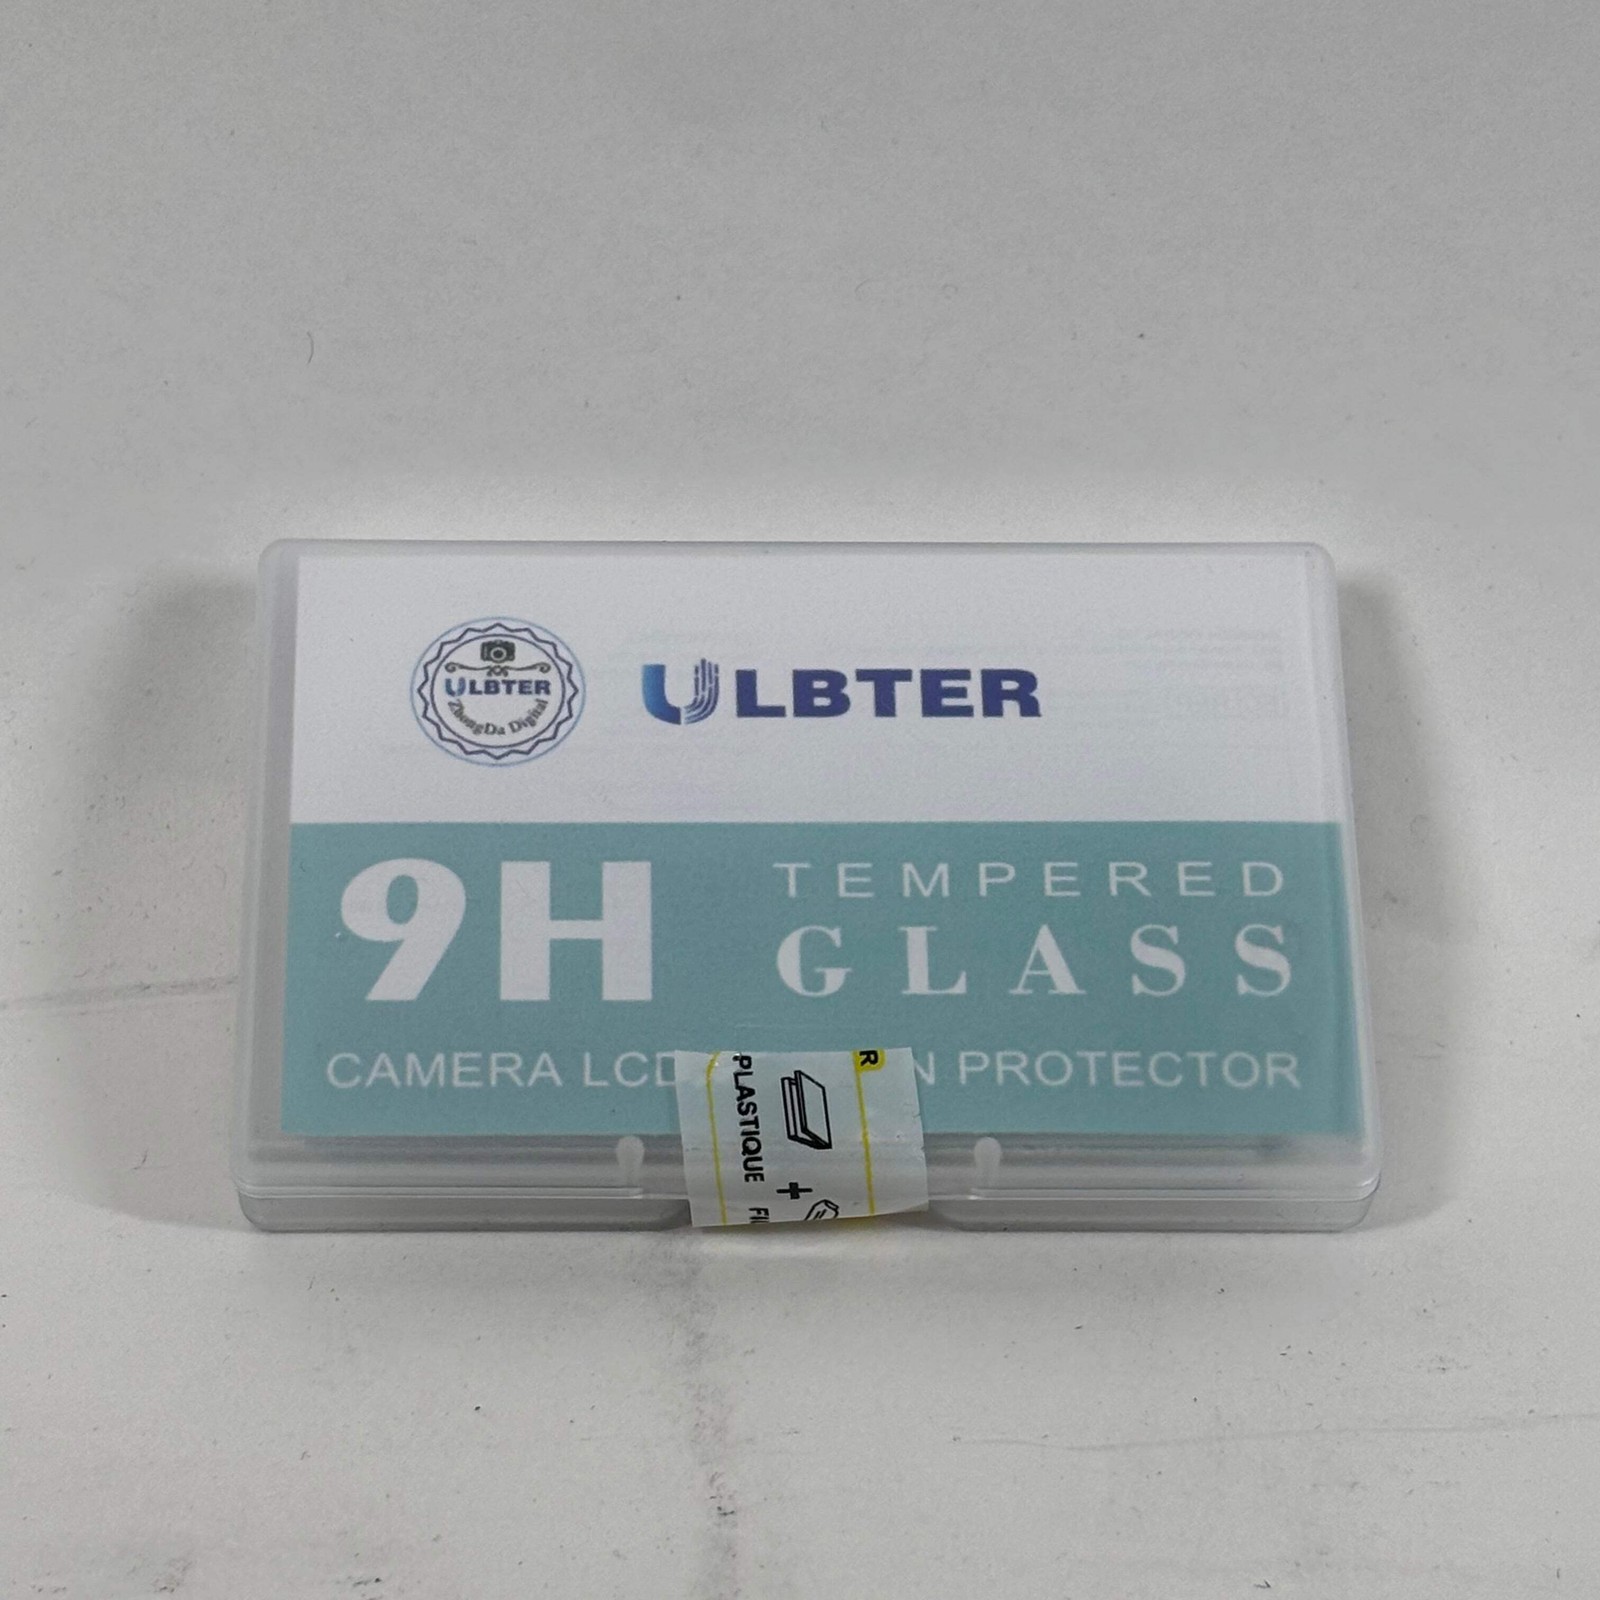 ULBTER
ZhongDa Digital
ULBTER
9H
TEMPERED
GLASS
CAMERA LCD PROTECTOR
R
PLASTIQUE
+